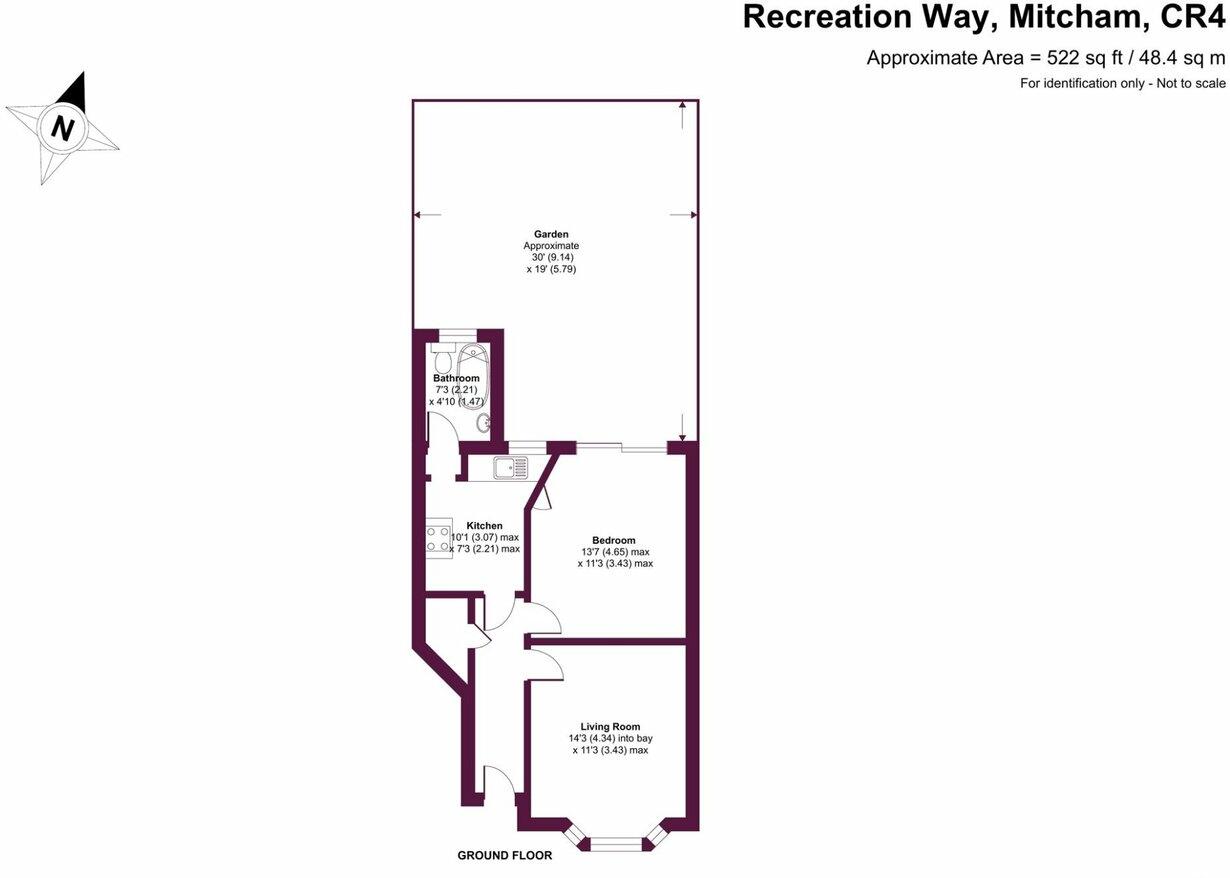 Recreation Way, Mitcham, CR4
Approximate Area = 522 sq ft / 48.4 sq m
For identification only - Not to scale
N
Garden
Approximate
30' (9.14)
x 19' (5.79)
Bathroom
7'3 (2.21)
x 4'10 (1.47)
Kitchen
10'1 (3.07) max
x 7'3 (2.21) max
Bedroom
13'7 (4.65) max
x 11'3 (3.43) max
Living Room
14'3 (4.34) into bay
x 11'3 (3.43) max
GROUND FLOOR